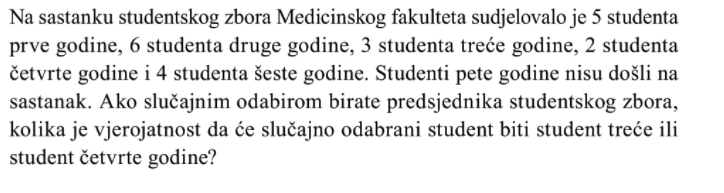 Na sastanku studentskog zbora Medicinskog fakulteta sudjelovalo je 5 studenta
prve godine, 6 studenta druge godine, 3 studenta treće godine, 2 studenta
četvrte godine i 4 studenta šeste godine. Studenti pete godine nisu došli na
sastanak. Ako slučajnim odabirom birate predsjednika studentskog zbora,
kolika je vjerojatnost da će slučajno odabrani student biti student treće ili
student četvrte godine?